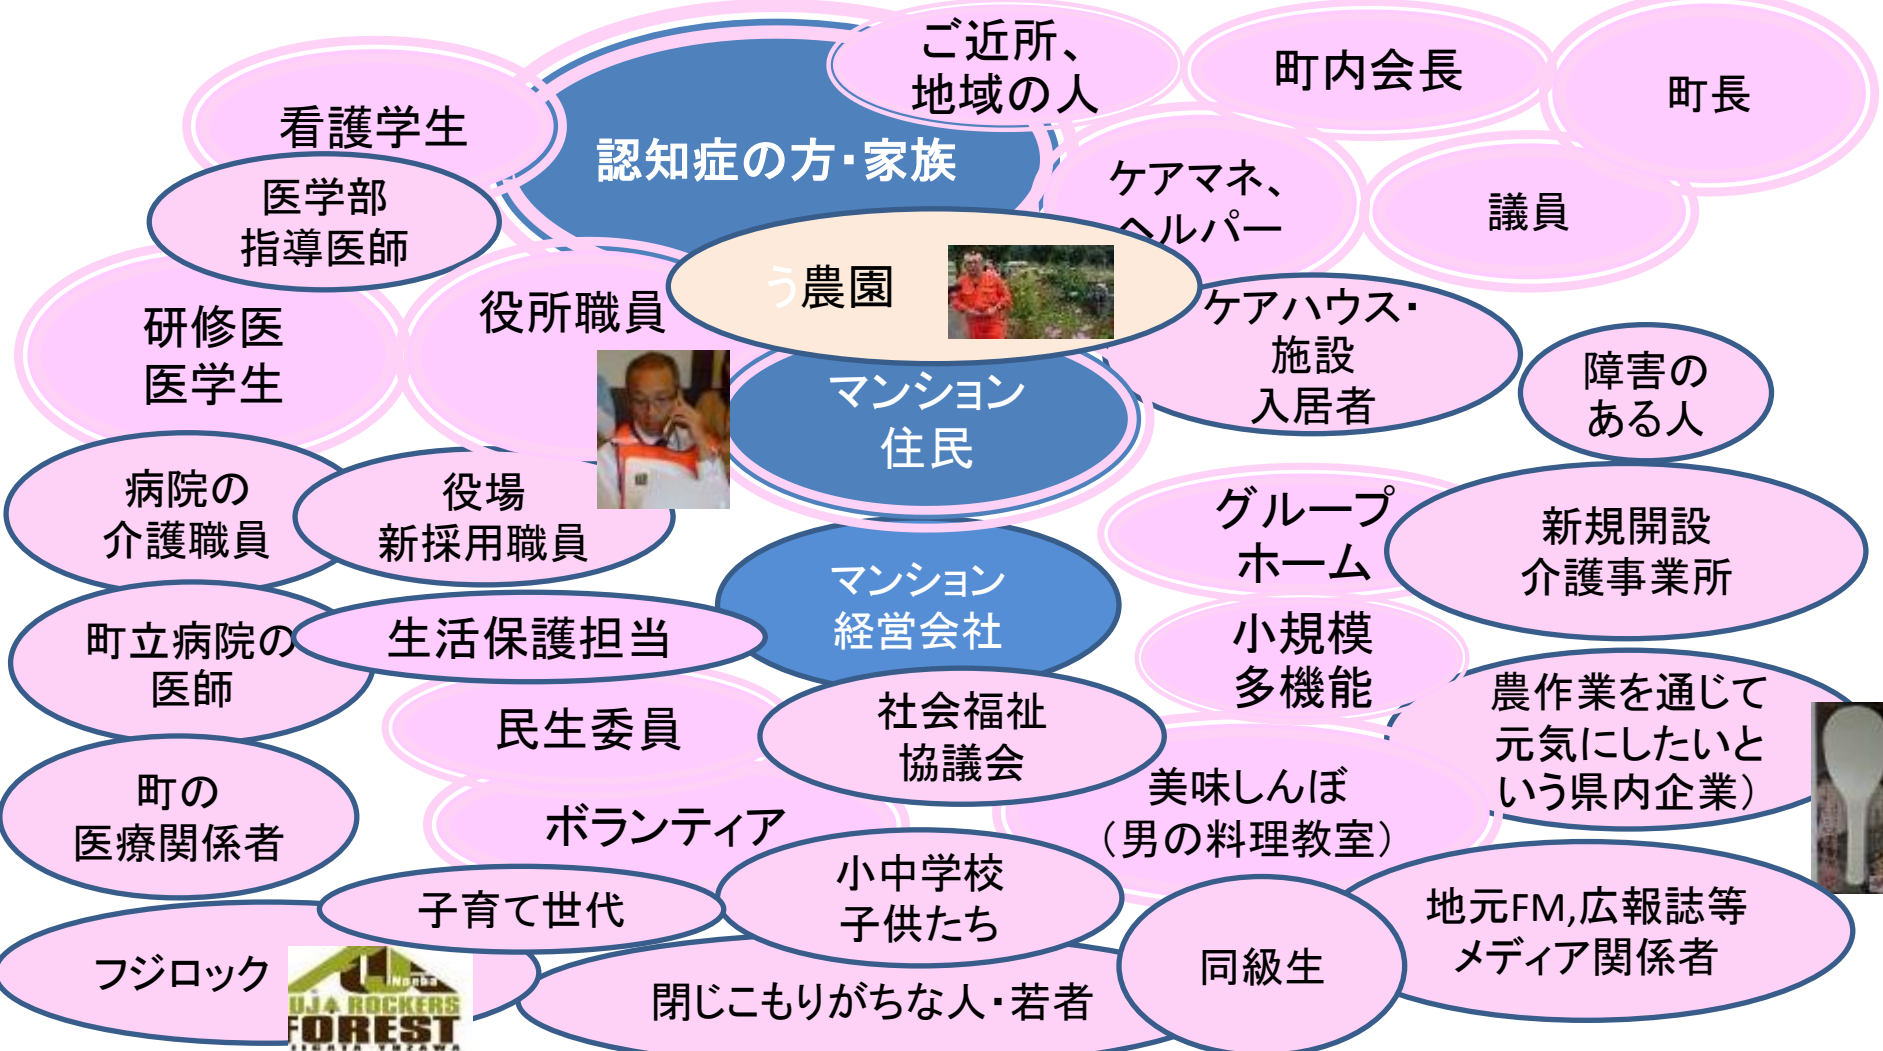 ご近所、
地域の人
町内会長
町長
看護学生
認知症の方・家族
ケアマネ、
ヘルパー
議員
医学部
指導医師
う農園
役所職員
研修医
医学生
ケアハウス・
施設
入居者
障害の
ある人
マンション
住民
病院の
介護職員
役場
新採用職員
グループ
ホーム
新規開設
介護事業所
マンション
経営会社
町立病院の
医師
生活保護担当
小規模
多機能
農作業を通じて
元気にしたいと
いう県内企業)
民生委員
社会福祉
協議会
町の
医療関係者
ボランティア
美味しんぼ
(男の料理教室)
小中学校
子供たち
子育て世代
地元FM,広報誌等
メディア関係者
フジロック
同級生
閉じこもりがちな人・若者
Naeba
UJI ROCKERS
FOREST
IIGATA YUZAWA